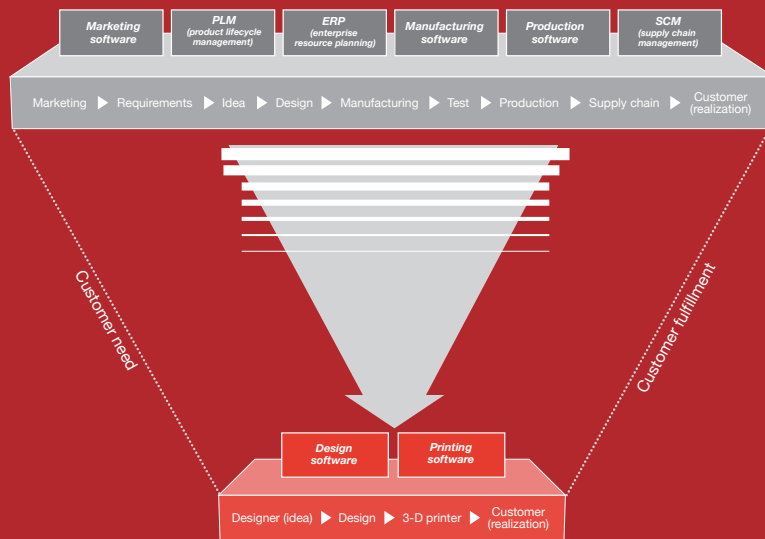 Marketing
software
PLM
(product lifecycle
management)
ERP
(enterprise
resource planning)
Manufacturing
software
Production
software
SCM
(supply chain
management)
Marketing Requirements Idea Design Manufacturing Test Production Supply chain Customer
(realization)
Customer need
Customer fulfillment
Design
software
Printing
software
Designer (idea) Design 3-D printer Customer
(realization)